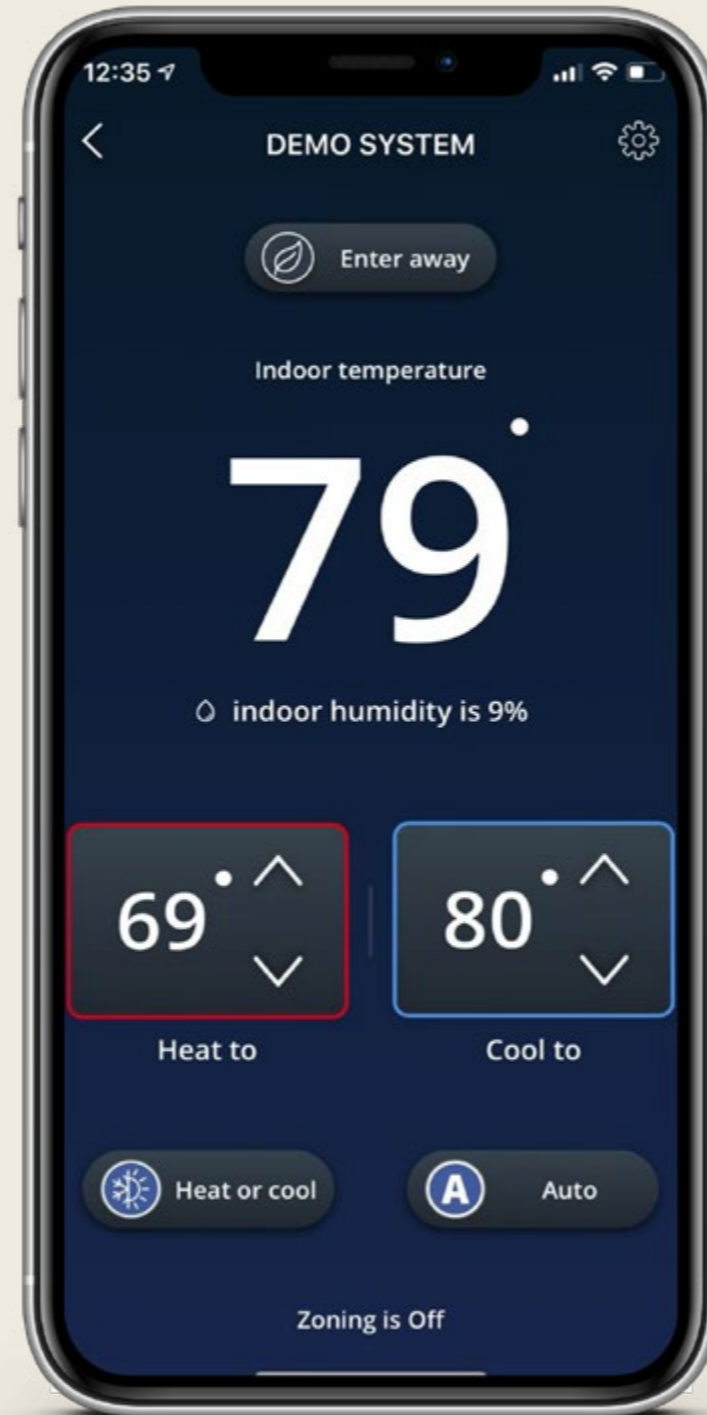 12:35
DEMO SYSTEM
Enter away
Indoor temperature
79°
indoor humidity is 9%
69° 80°
Heat to Cool to
Heat or cool A Auto
Zoning is Off